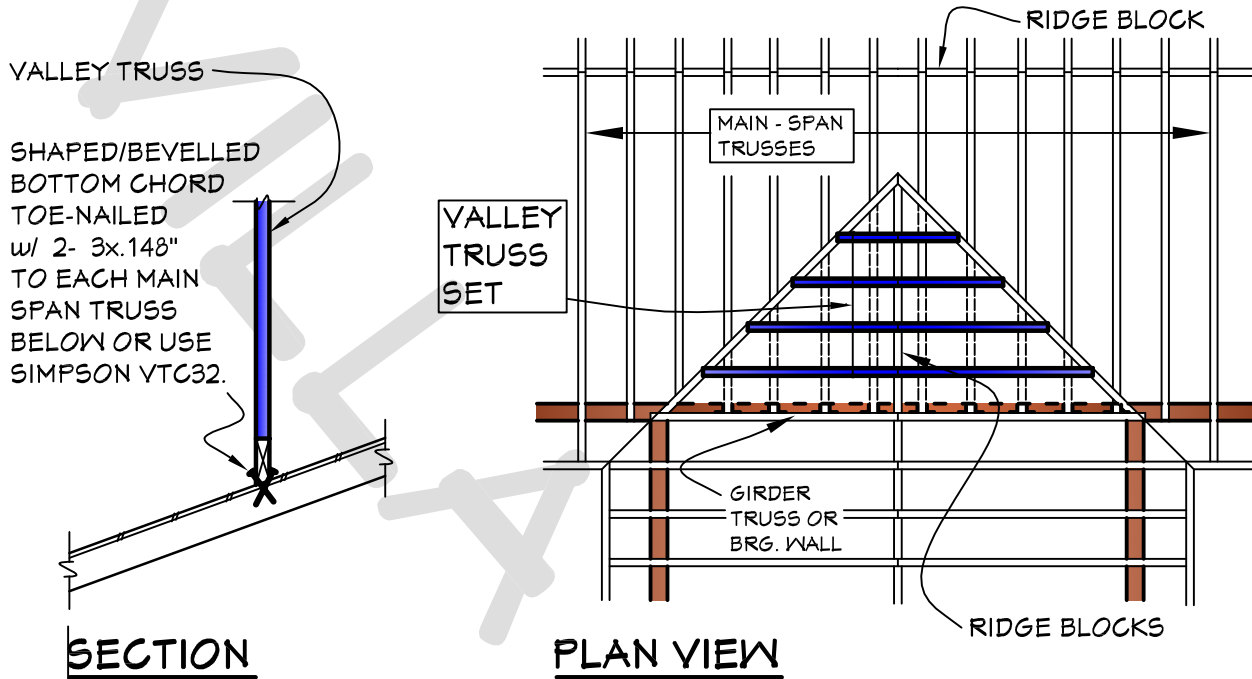 VALLEY TRUSS
SHAPED/BEVELLED
BOTTOM CHORD
TOE-NAILED
w/ 2- 3x.148"
TO EACH MAIN
SPAN TRUSS
BELOW OR USE
SIMPSON VTC32.
SECTION
RIDGE BLOCK
MAIN - SPAN
TRUSSES
VALLEY
TRUSS
SET
GIRDER
TRUSS OR
BRG. WALL
RIDGE BLOCKS
PLAN VIEW